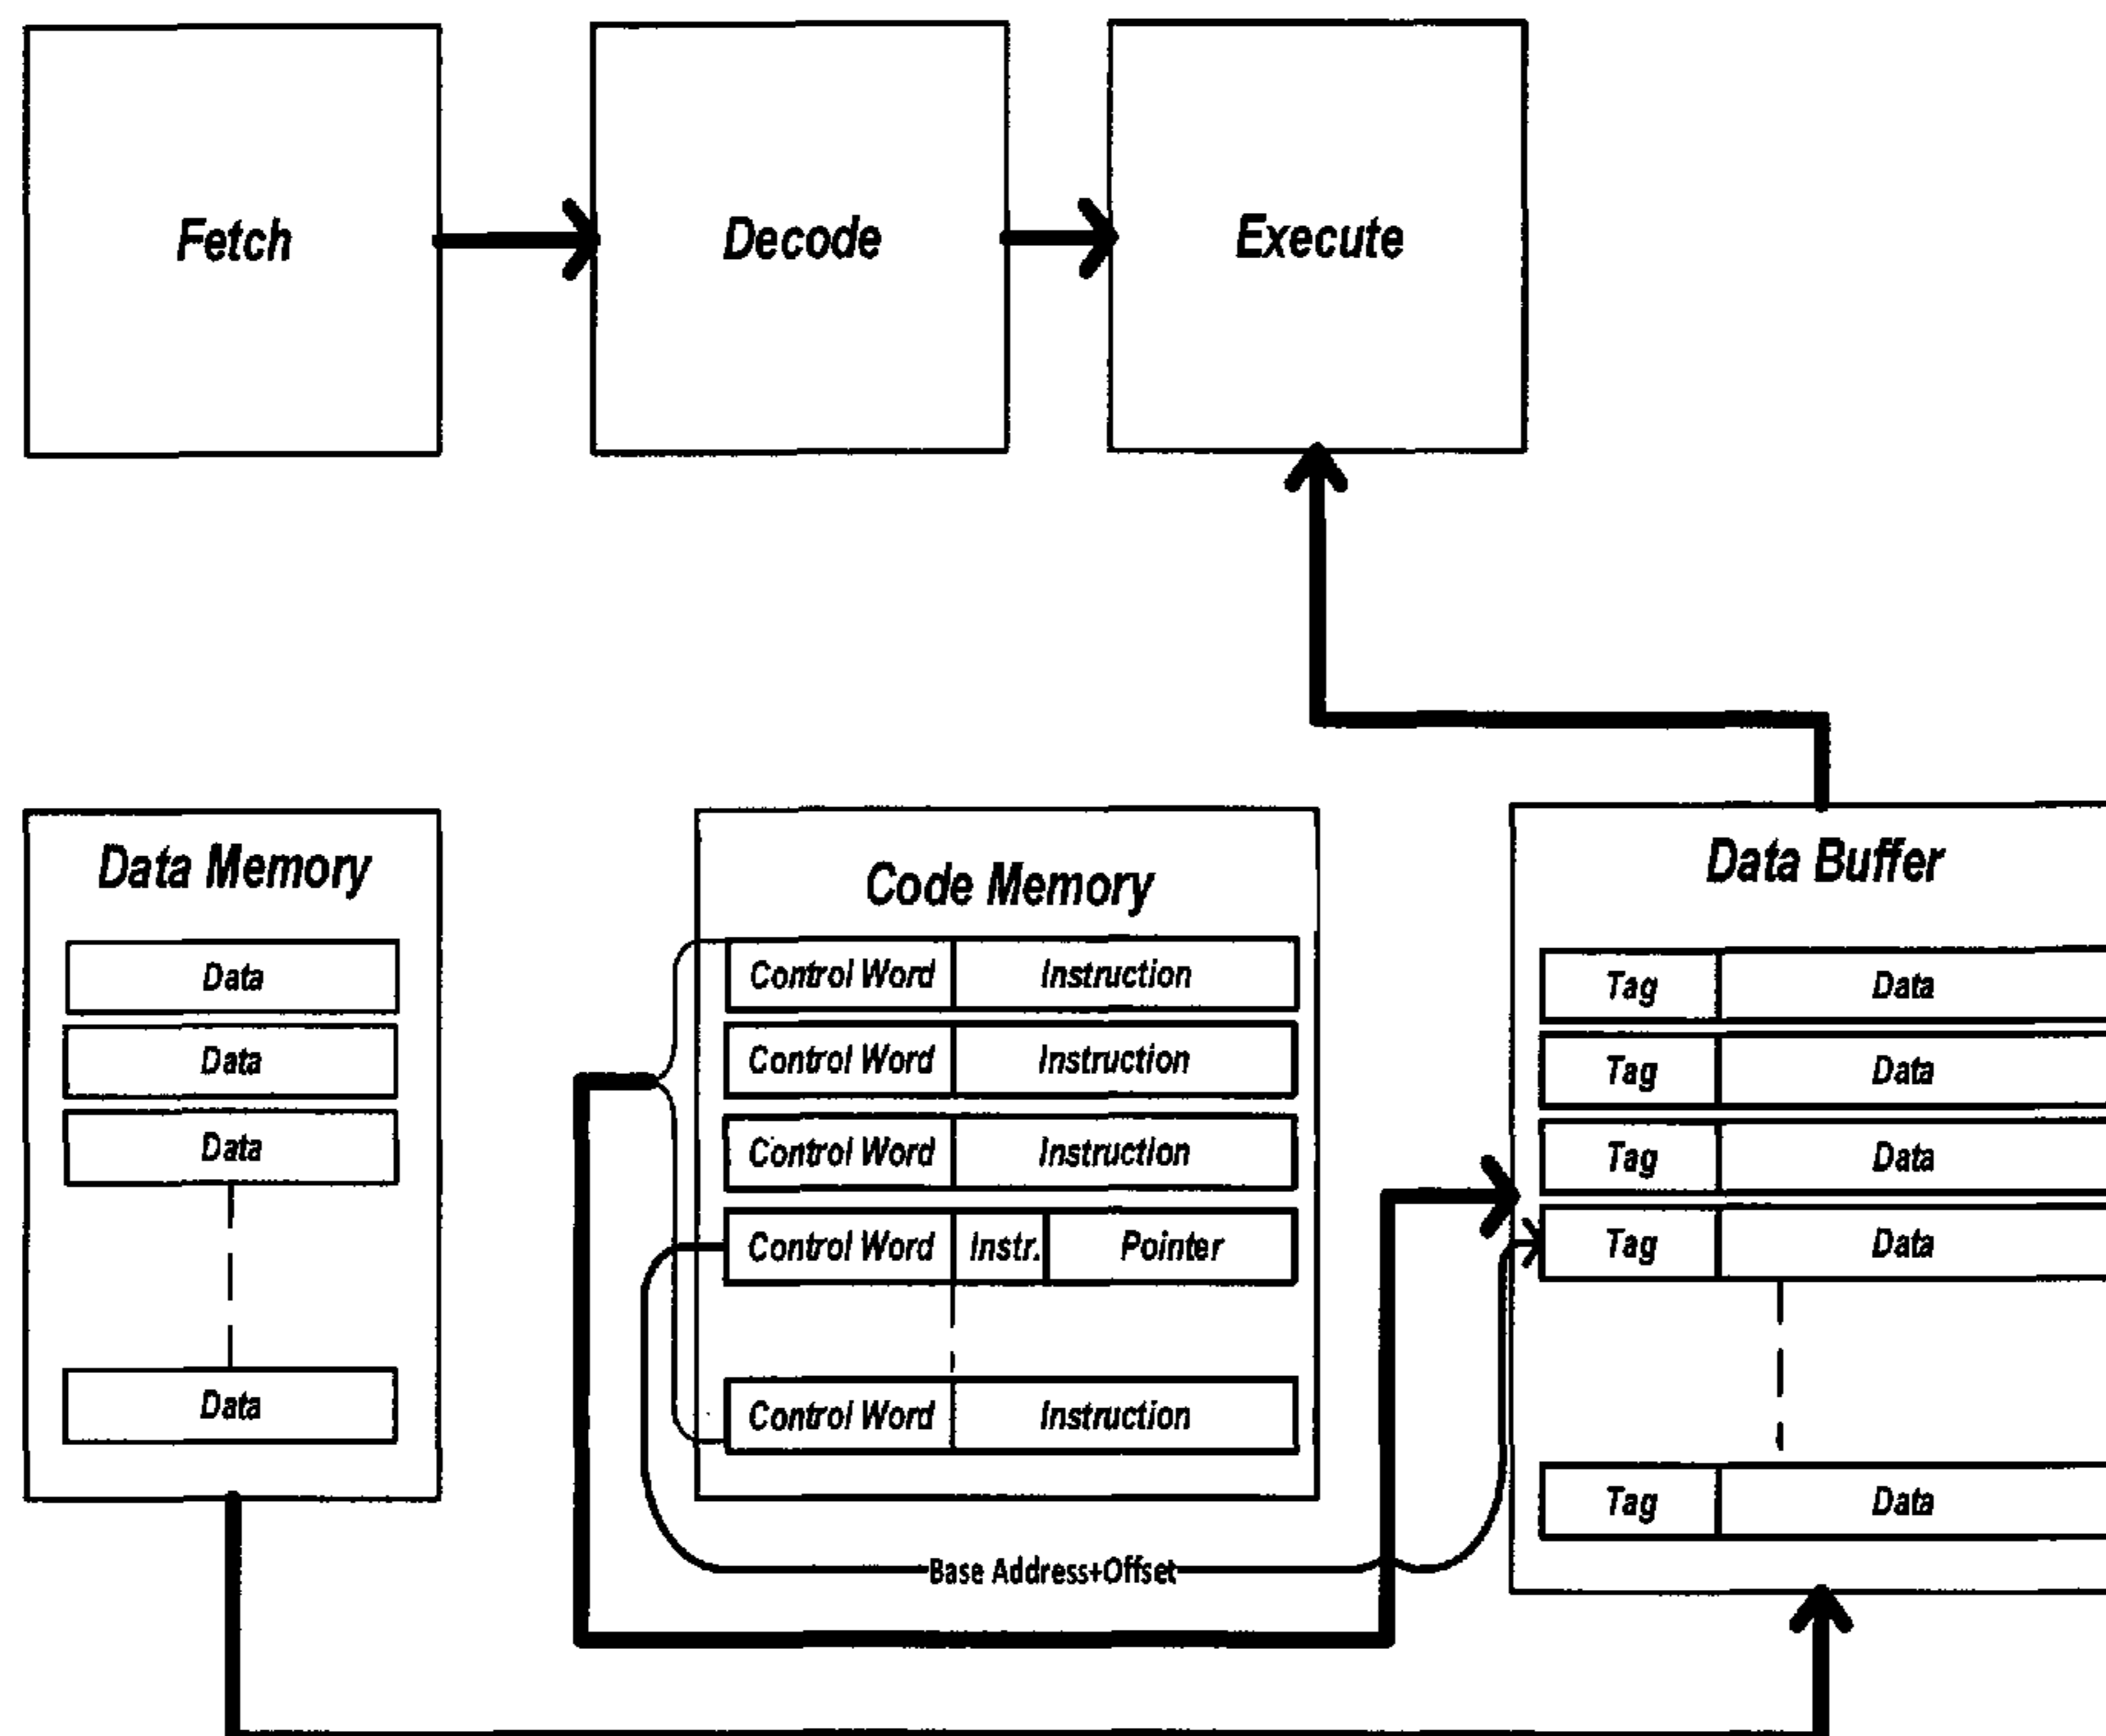 Fetch
Decode
Execute
Data Memory
Data
Data
Data
Data
Code Memory
Control Word Instruction
Control Word Instruction
Control Word Instruction
Control Word Instr. Pointer
Control Word Instruction
Base Address+Offset
Data Buffer
Tag Data
Tag Data
Tag Data
Tag Data
Tag Data